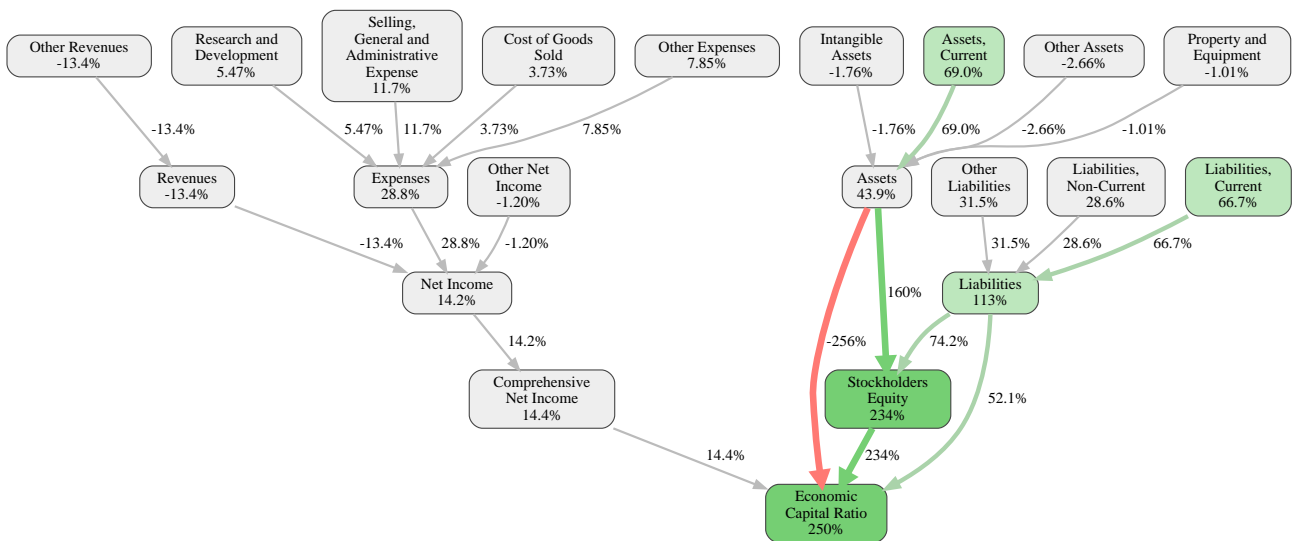 Other Revenues
-13.4%
Research and
Development
5.47%
Selling,
General and
Administrative
Expense
11.7%
Cost of Goods
Sold
3.73%
Other Expenses
7.85%
Intangible
Assets
-1.76%
Assets,
Current
69.0%
Other Assets
-2.66%
Property and
Equipment
-1.01%
-13.4%
5.47%
11.7%
3.73%
7.85%
-1.76%
69.0%
-2.66%
-1.01%
Revenues
-13.4%
Expenses
28.8%
Other Net
Income
-1.20%
Assets
43.9%
Other
Liabilities
31.5%
Liabilities,
Non-Current
28.6%
Liabilities,
Current
66.7%
-13.4%
28.8%
-1.20%
31.5%
28.6%
66.7%
Net Income
14.2%
160%
Liabilities
113%
14.2%
-256%
74.2%
Comprehensive
Net Income
14.4%
Stockholders
Equity
234%
52.1%
14.4%
234%
Economic
Capital Ratio
250%